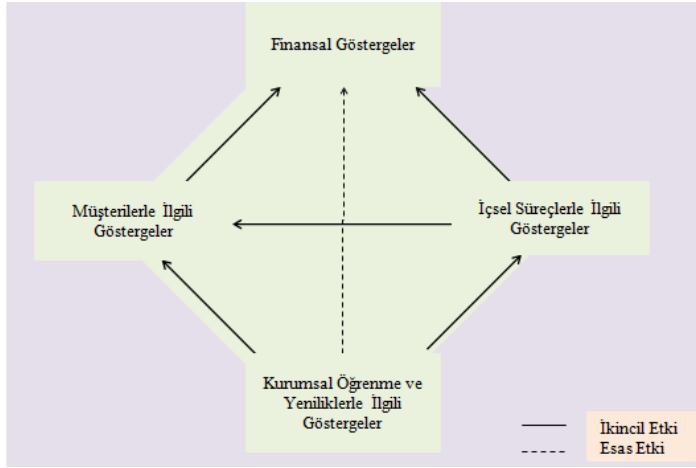 Finansal Göstergeler
Müşterilerle İlgili
Göstergeler
İçsel Süreçlerle İlgili
Göstergeler
Kurumsal Öğrenme ve
Yeniliklerle İlgili
Göstergeler
İkincil Etki
Esas Etki